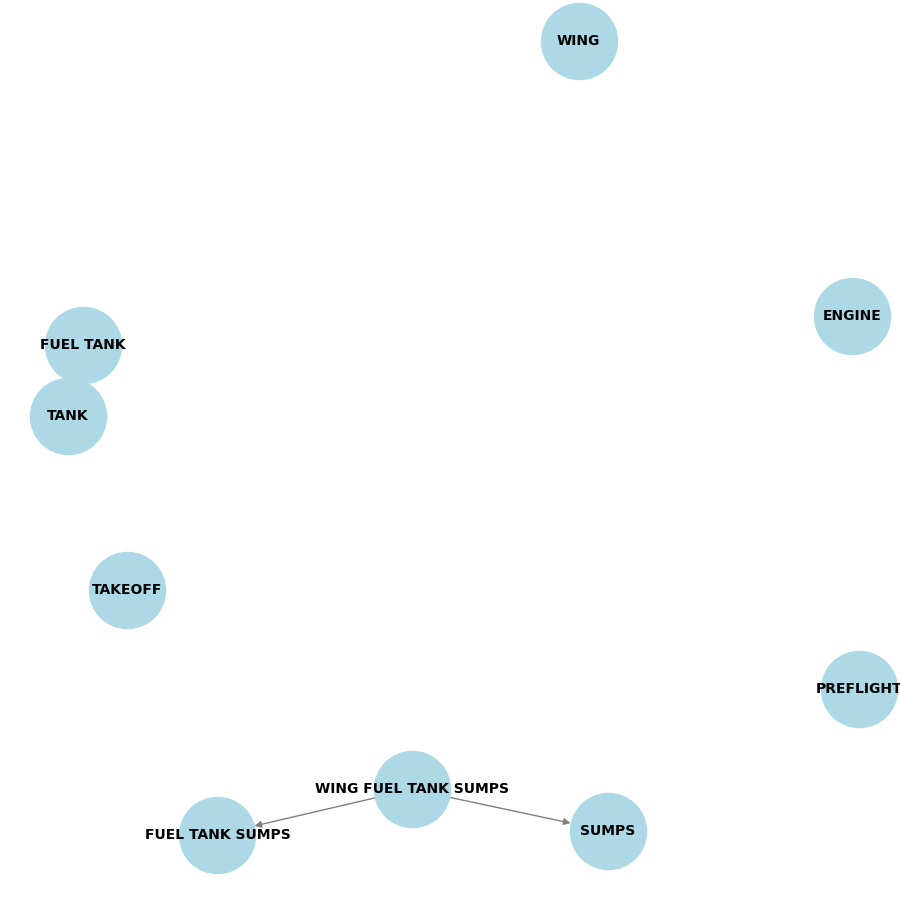 WING
ENGINE
FUEL TANK
TANK
TAKEOFF
PREFLIGHT
WING FUEL TANK SUMPS
FUEL TANK SUMPS
SUMPS